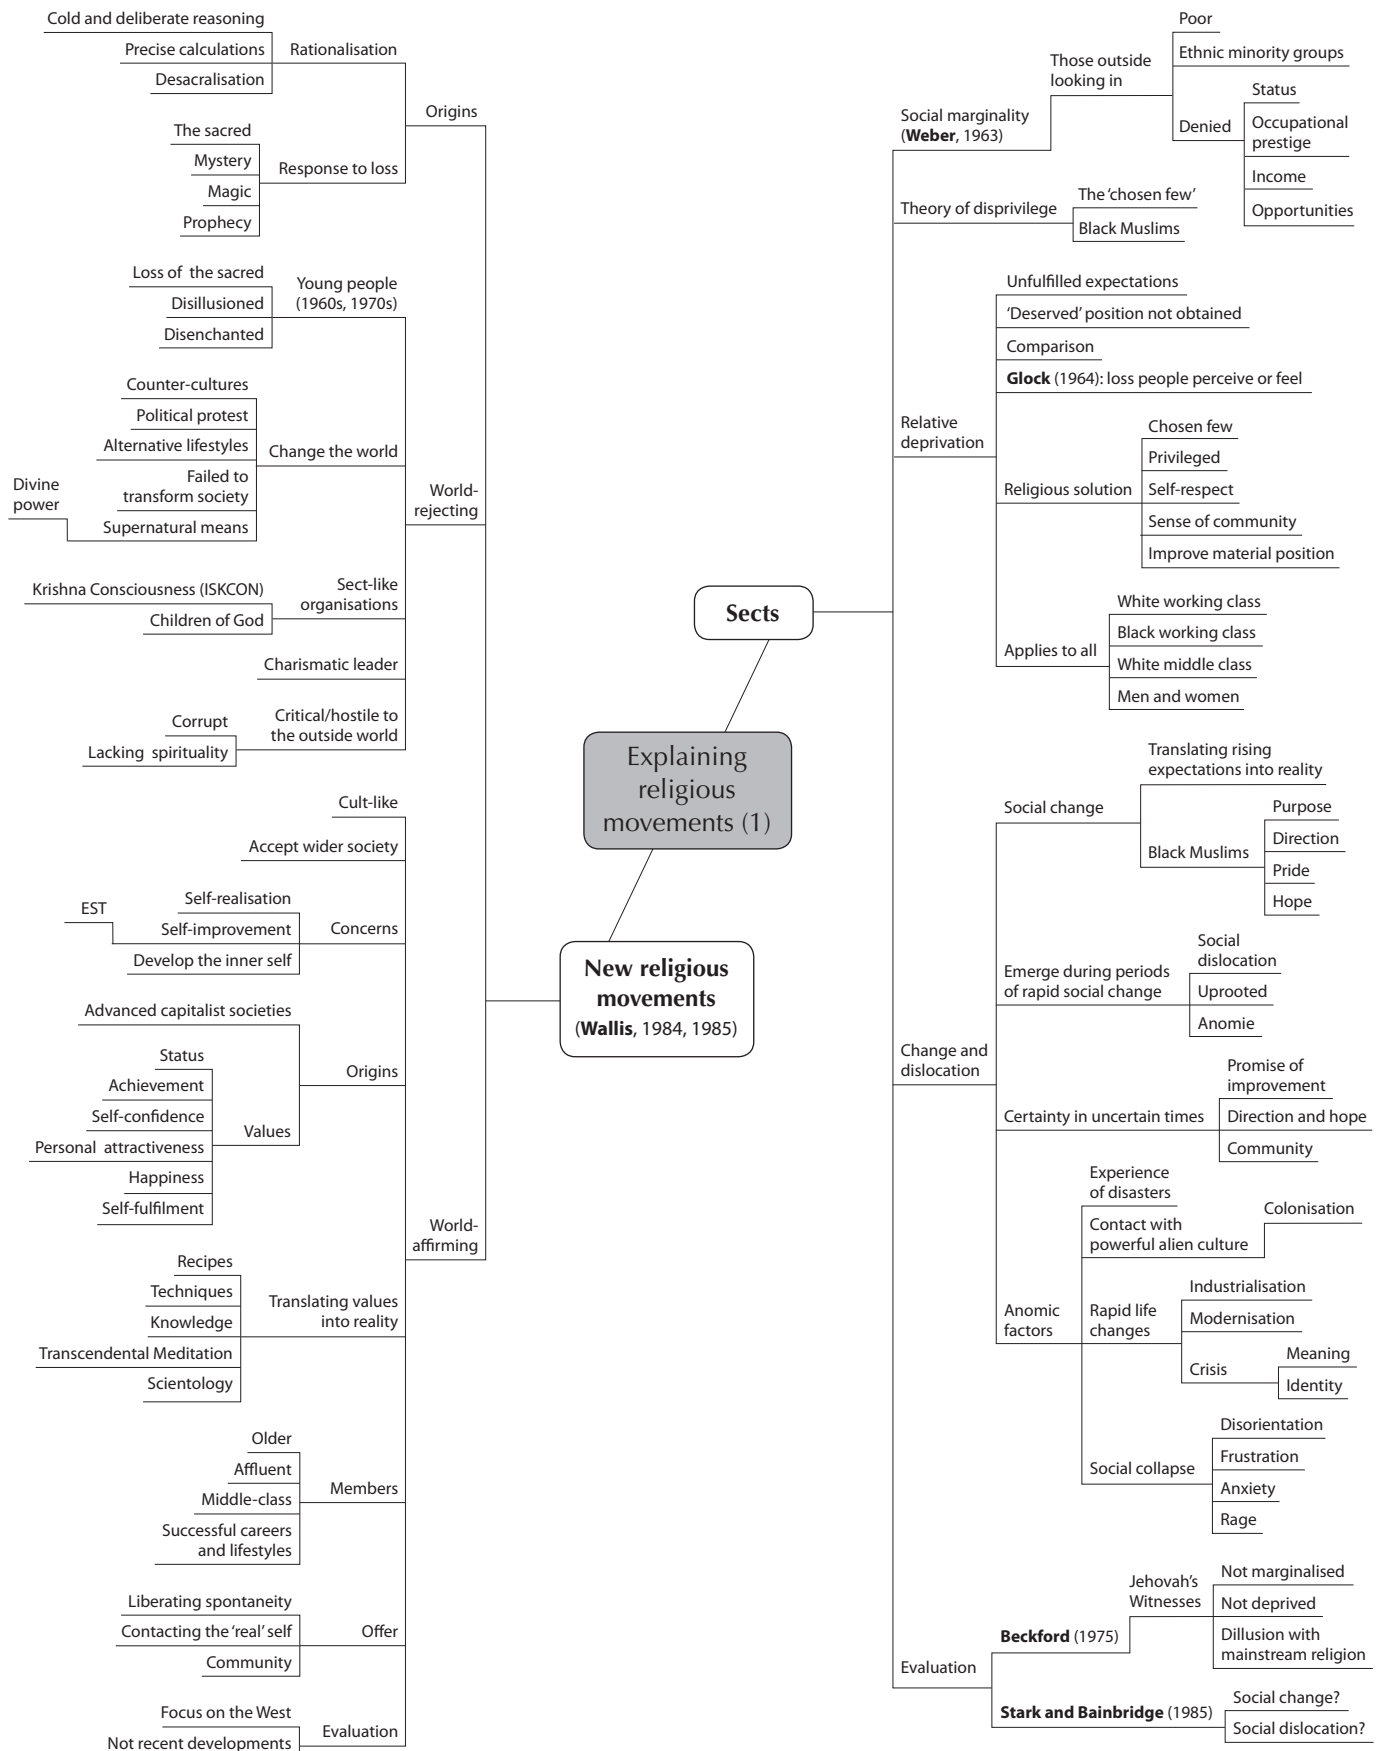 Cold and deliberate reasoning
Precise calculations
Desacralisation
Rationalisation
Origins
The sacred
Mystery
Magic
Prophecy
Response to loss
Loss of the sacred
Disillusioned
Disenchanted
Young people
(1960s, 1970s)
Counter-cultures
Political protest
Alternative lifestyles
Failed to
transform society
Supernatural means
Divine
power
Change the world
World-
rejecting
Krishna Consciousness (ISKCON)
Children of God
Sect-like
organisations
Charismatic leader
Corrupt
Lacking spirituality
Critical/hostile to
the outside world
Cult-like
Accept wider society
EST
Self-realisation
Self-improvement
Develop the inner self
Concerns
Advanced capitalist societies
Status
Achievement
Self-confidence
Personal attractiveness
Happiness
Self-fulfilment
Values
Origins
World-
affirming
Recipes
Techniques
Knowledge
Transcendental Meditation
Scientology
Translating values
into reality
Older
Affluent
Middle-class
Successful careers
and lifestyles
Members
Liberating spontaneity
Contacting the 'real' self
Community
Offer
Focus on the West
Not recent developments
Evaluation
Sects
Explaining
religious
movements (1)
New religious
movements
(Wallis, 1984, 1985)
Social marginality
(Weber, 1963)
Those outside
looking in
Poor
Ethnic minority groups
Denied
Status
Occupational
prestige
Income
Opportunities
Theory of disprivilege
The 'chosen few'
Black Muslims
Relative
deprivation
Unfulfilled expectations
'Deserved' position not obtained
Comparison
Glock (1964): loss people perceive or feel
Religious solution
Chosen few
Privileged
Self-respect
Sense of community
Improve material position
Applies to all
White working class
Black working class
White middle class
Men and women
Change and
dislocation
Social change
Translating rising
expectations into reality
Black Muslims
Purpose
Direction
Pride
Hope
Emerge during periods
of rapid social change
Social
dislocation
Uprooted
Anomie
Certainty in uncertain times
Promise of
improvement
Direction and hope
Community
Anomic
factors
Experience
of disasters
Contact with
powerful alien culture
Colonisation
Rapid life
changes
Industrialisation
Modernisation
Crisis
Meaning
Identity
Social collapse
Disorientation
Frustration
Anxiety
Rage
Evaluation
Beckford (1975)
Jehovah's
Witnesses
Not marginalised
Not deprived
Dillusion with
mainstream religion
Stark and Bainbridge (1985)
Social change?
Social dislocation?